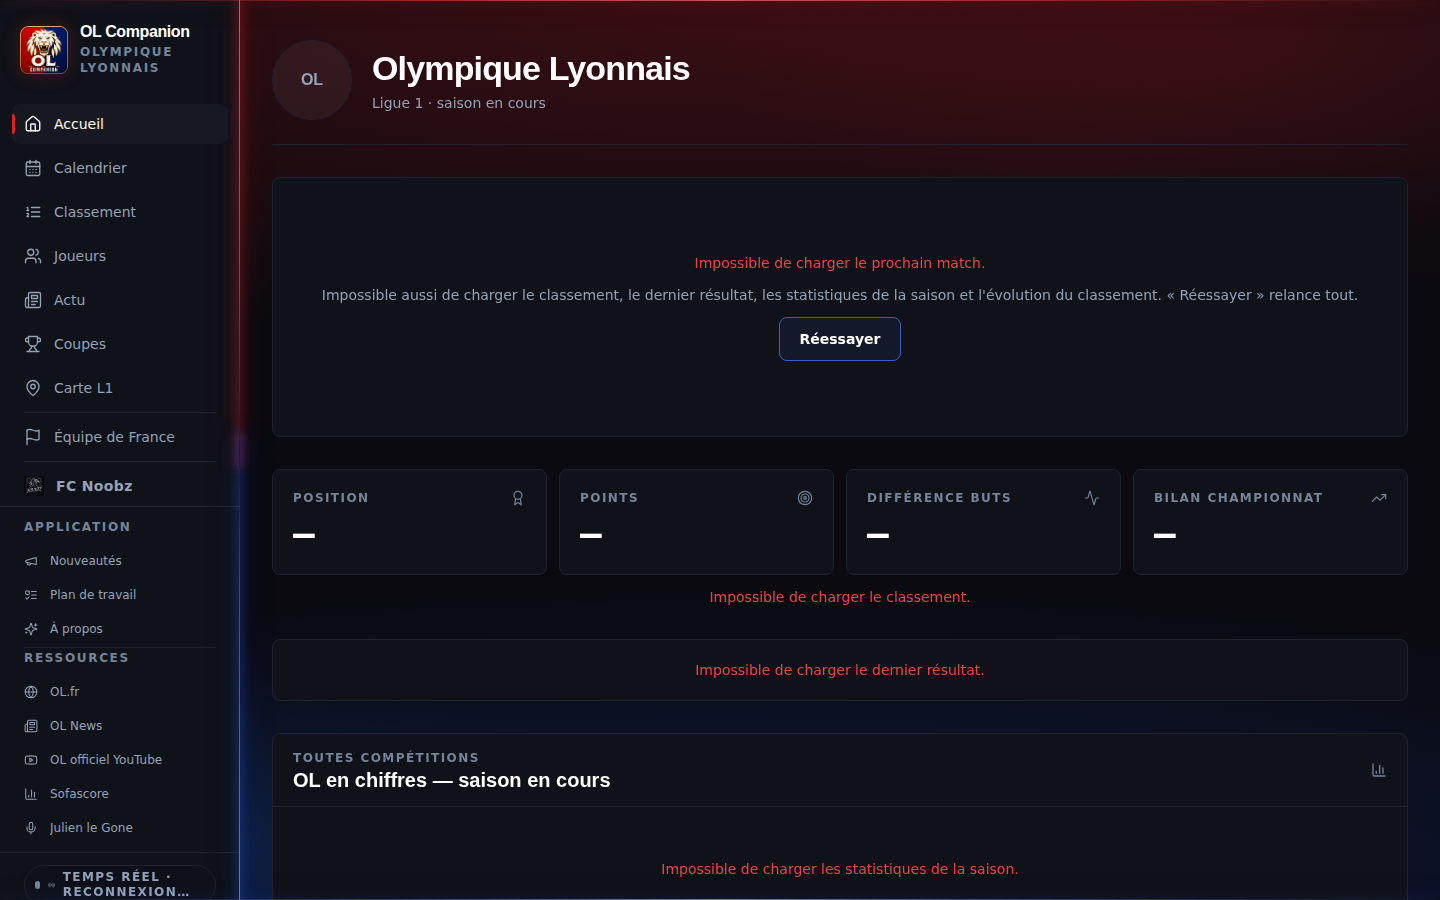 OL Companion
OLYMPIQUE
LYONNAIS
Accueil
Calendrier
Classement
Joueurs
Actu
Coupes
Carte L1
Équipe de France
FC Noobz
APPLICATION
Nouveautés
Plan de travail
À propos
RESSOURCES
OL.fr
OL News
OL officiel YouTube
Sofascore
Julien le Gone
TEMPS RÉEL ·
RECONNEXION…
OL
Olympique Lyonnais
Ligue 1 · saison en cours
Impossible de charger le prochain match.
Impossible aussi de charger le classement, le dernier résultat, les statistiques de la saison et l'évolution du classement. « Réessayer » relance tout.
Réessayer
POSITION
—
POINTS
—
DIFFÉRENCE BUTS
—
BILAN CHAMPIONNAT
—
Impossible de charger le classement.
Impossible de charger le dernier résultat.
TOUTES COMPÉTITIONS
OL en chiffres — saison en cours
Impossible de charger les statistiques de la saison.